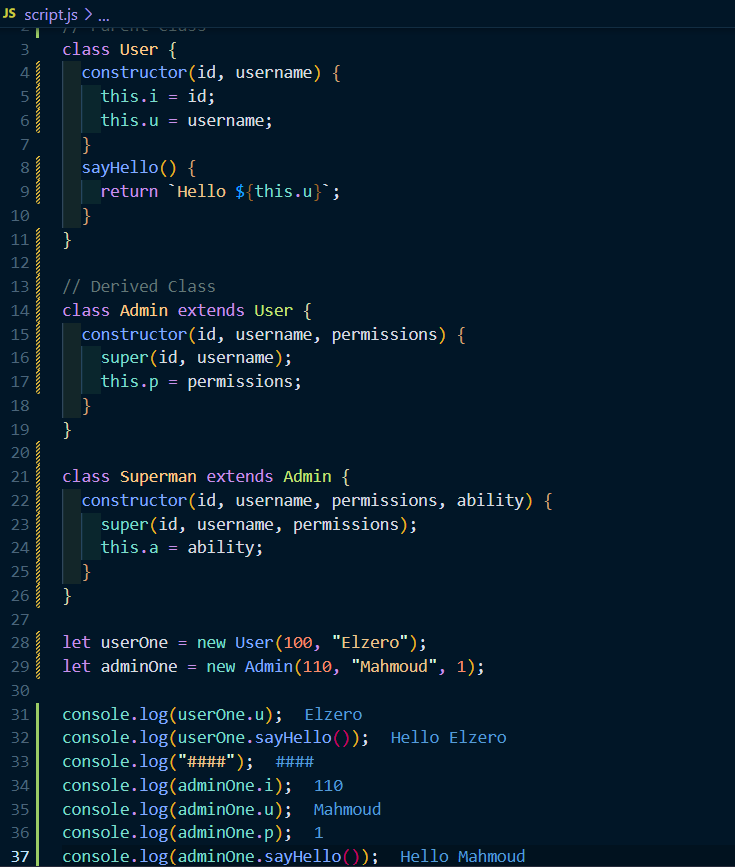 JS script.js > ...
2 // Parent Class
3 class User {
4 constructor(id, username) {
5 this.i = id;
6 this.u = username;
7 }
8 sayHello() {
9 return `Hello ${this.u}`;
10 }
11 }
12
13 // Derived Class
14 class Admin extends User {
15 constructor(id, username, permissions) {
16 super(id, username);
17 this.p = permissions;
18 }
19 }
20
21 class Superman extends Admin {
22 constructor(id, username, permissions, ability) {
23 super(id, username, permissions);
24 this.a = ability;
25 }
26 }
27
28 let userOne = new User(100, "Elzero");
29 let adminOne = new Admin(110, "Mahmoud", 1);
30
31 console.log(userOne.u); Elzero
32 console.log(userOne.sayHello()); Hello Elzero
33 console.log("####"); ####
34 console.log(adminOne.i); 110
35 console.log(adminOne.u); Mahmoud
36 console.log(adminOne.p); 1
37 console.log(adminOne.sayHello()); Hello Mahmoud